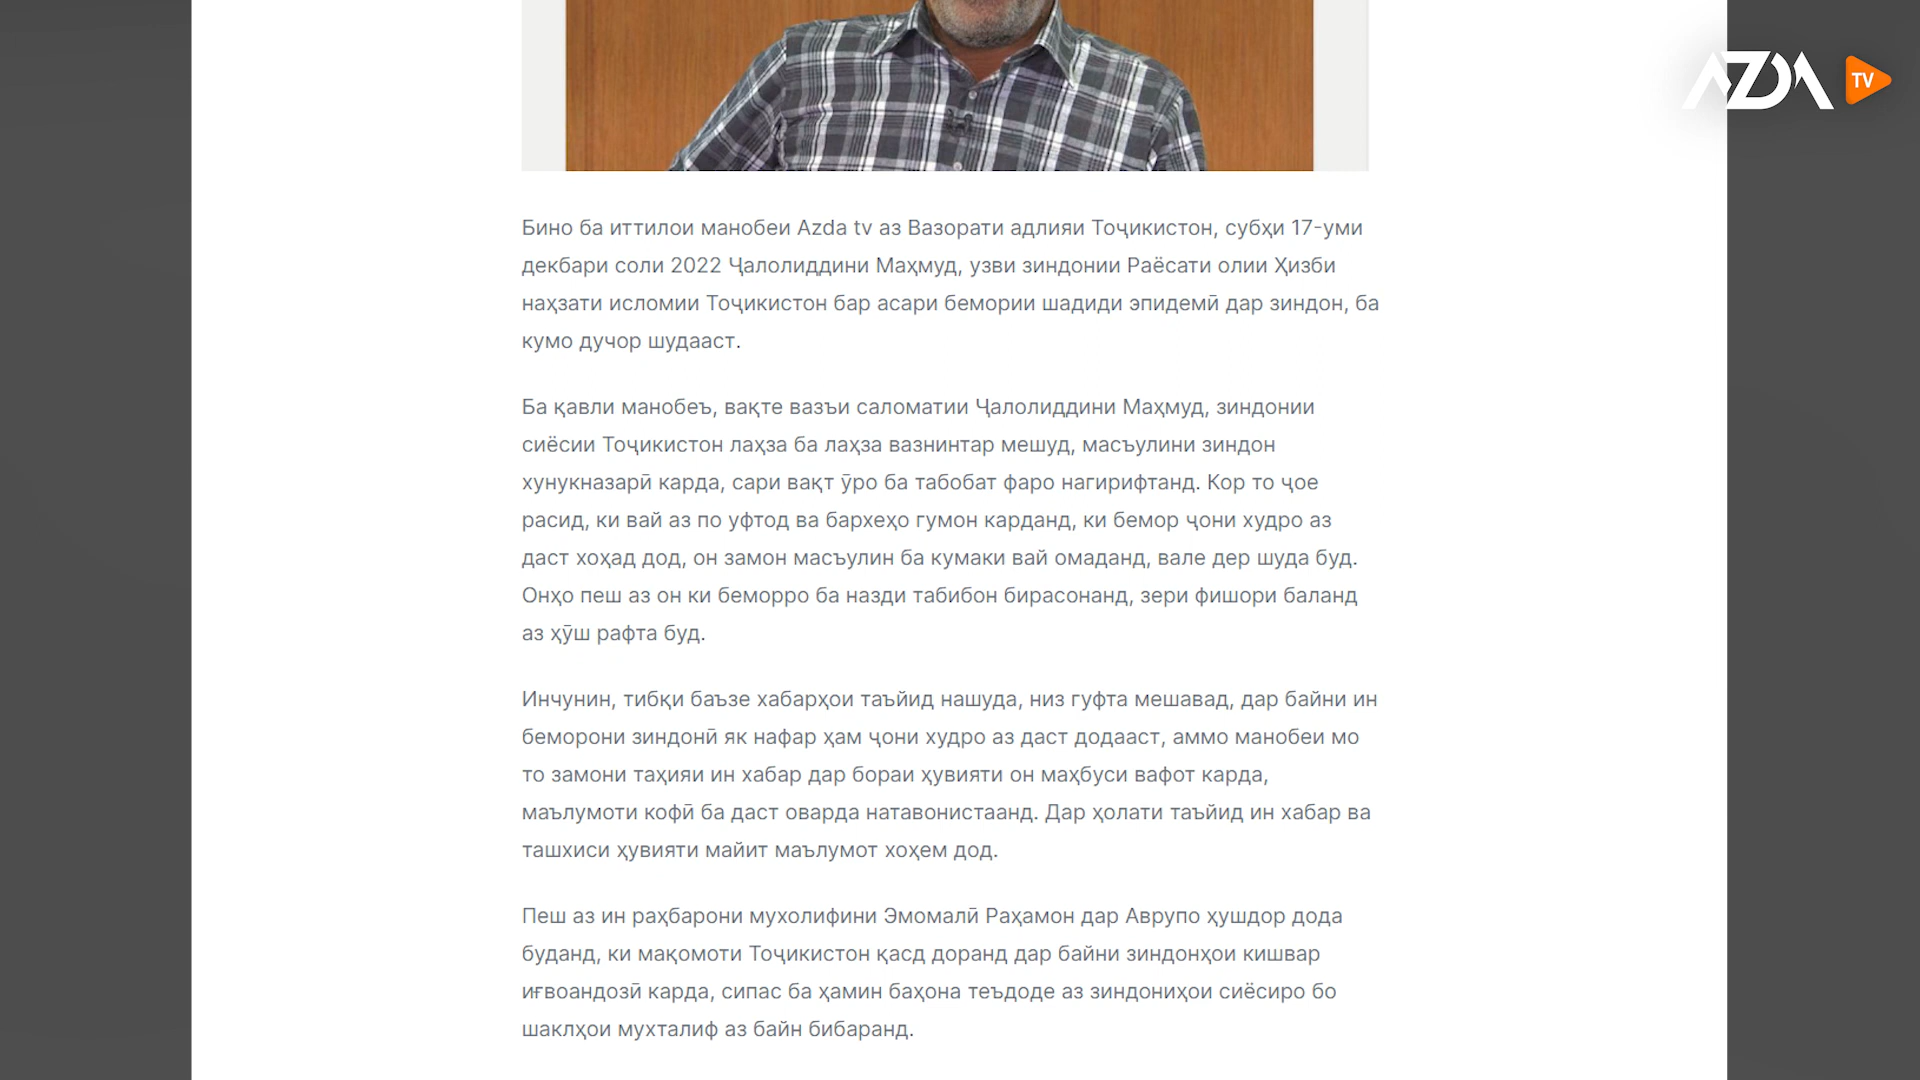 AZDA TV
Бино ба иттилои манобеи Azda tv аз Вазорати адлияи Тоҷикистон, субҳи 17-уми
декбари соли 2022 Ҷалолиддини Маҳмуд, узви зиндонии Раёсати олии Ҳизби
наҳзати исломии Тоҷикистон бар асари бемории шадиди эпидемӣ дар зиндон, ба
кумо дучор шудааст.
Ба қавли манобеъ, вақте вазъи саломатии Ҷалолиддини Маҳмуд, зиндонии
сиёсии Тоҷикистон лаҳза ба лаҳза вазнинтар мешуд, масъулини зиндон
хунукназарӣ карда, сари вақт ӯро ба табобат фаро нагирифтанд. Кор то ҷое
расид, ки вай аз по уфтод ва бархеҳо гумон карданд, ки бемор ҷони худро аз
даст хоҳад дод, он замон масъулин ба кумаки вай омаданд, вале дер шуда буд.
Онҳо пеш аз он ки беморро ба назди табибон бирасонанд, зери фишори баланд
аз ҳӯш рафта буд.
Инчунин, тибқи баъзе хабарҳои таъйид нашуда, низ гуфта мешавад, дар байни ин
беморони зиндонӣ як нафар ҳам ҷони худро аз даст додааст, аммо манобеи мо
то замони таҳияи ин хабар дар бораи ҳувияти он маҳбуси вафот карда,
маълумоти кофӣ ба даст оварда натавонистаанд. Дар ҳолати таъйид ин хабар ва
ташхиси ҳувияти майит маълумот хоҳем дод.
Пеш аз ин раҳбарони мухолифини Эмомалӣ Раҳамон дар Аврупо ҳушдор дода
буданд, ки мақомоти Тоҷикистон қасд доранд дар байни зиндонҳои кишвар
иғвоандозӣ карда, сипас ба ҳамин баҳона теъдоде аз зиндониҳои сиёсиро бо
шаклҳои мухталиф аз байн бибаранд.